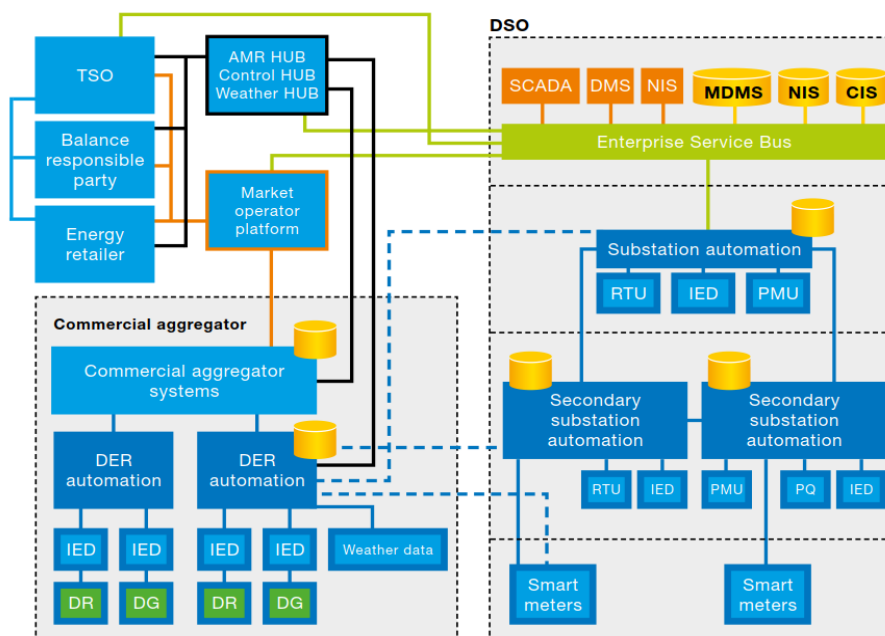 DSO
TSO
AMR HUB
Control HUB
Weather HUB
SCADA
DMS
NIS
MDMS
NIS
CIS
Enterprise Service Bus
Balance
responsible
party
Market
operator
platform
Energy
retailer
Substation automation
RTU
IED
PMU
Commercial aggregator
Commercial aggregator
systems
Secondary
substation
automation
Secondary
substation
automation
DER
automation
DER
automation
RTU
IED
PMU
PQ
IED
IED
IED
IED
IED
Weather data
DR
DG
DR
DG
Smart
meters
Smart
meters